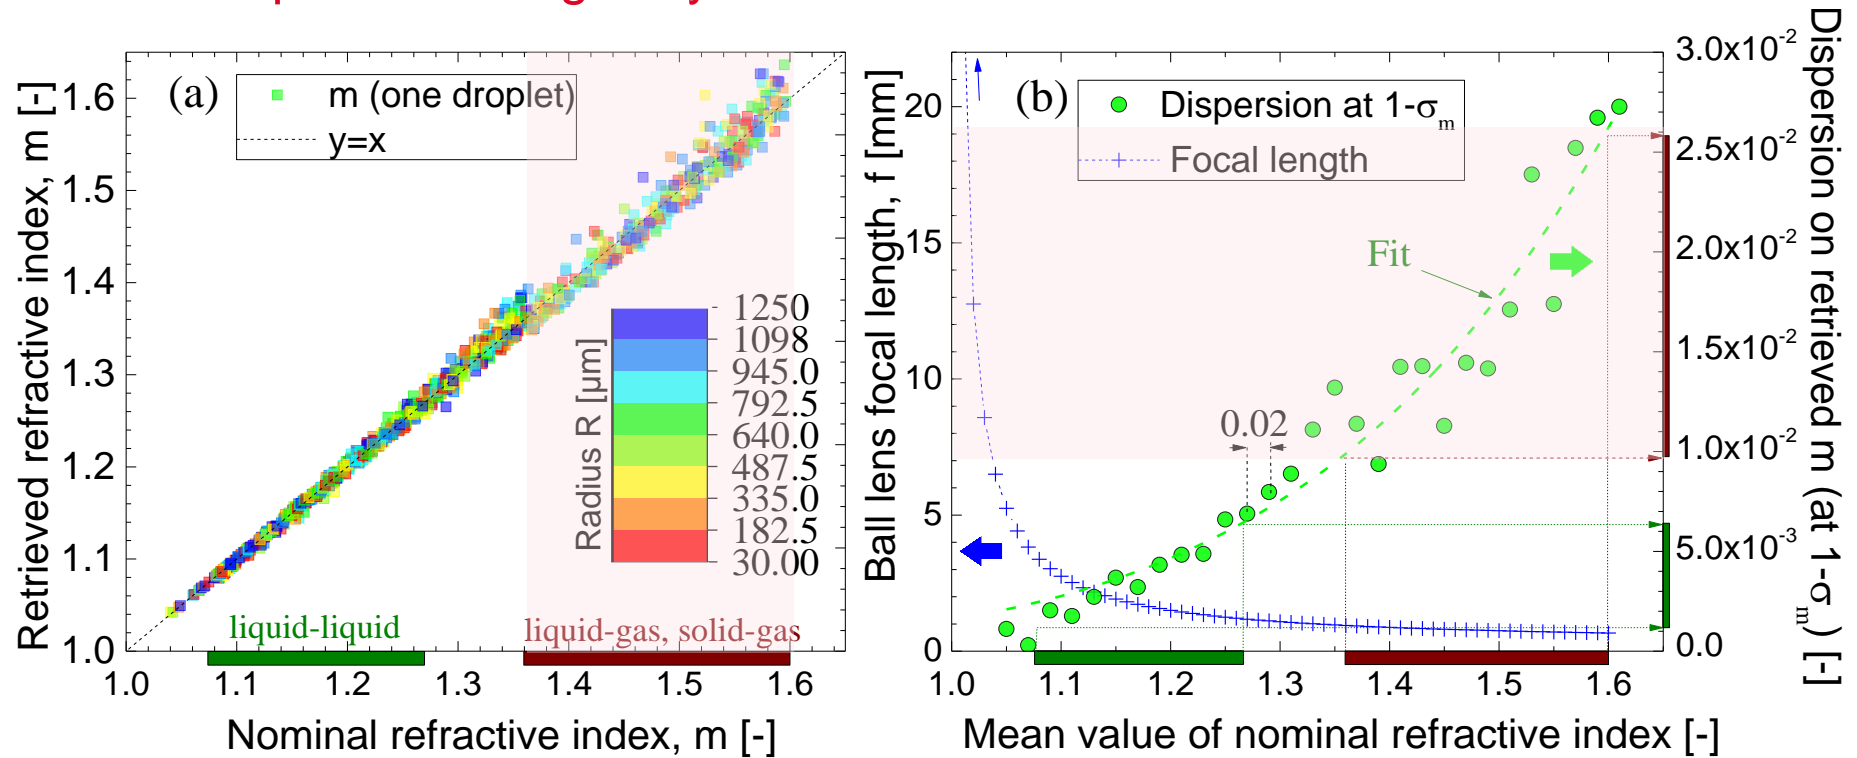 (a)
m (one droplet)
y=x
Retrieved refractive index, m [-]
1.6
1.5
1.4
1.3
1.2
1.1
1.0
Radius R [µm]
1250
1098
945.0
792.5
640.0
487.5
335.0
182.5
30.00
liquid-liquid
liquid-gas, solid-gas
1.0 1.1 1.2 1.3 1.4 1.5 1.6
Nominal refractive index, m [-]
(b)
Dispersion at 1-σm
Focal length
Ball lens focal length, f [mm]
20
15
10
5
0
Fit
0.02
3.0x10-2
2.5x10-2
2.0x10-2
1.5x10-2
1.0x10-2
5.0x10-3
0.0
Dispersion on retrieved m (at 1-σm) [-]
1.0 1.1 1.2 1.3 1.4 1.5 1.6
Mean value of nominal refractive index [-]